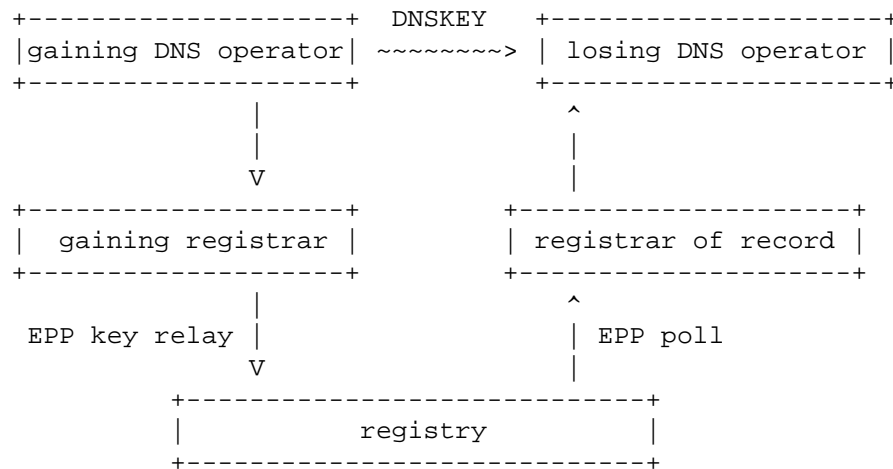 DNSKEY
gaining DNS operator ~~~~~~~~> losing DNS operator
gaining registrar registrar of record
EPP key relay EPP poll
registry